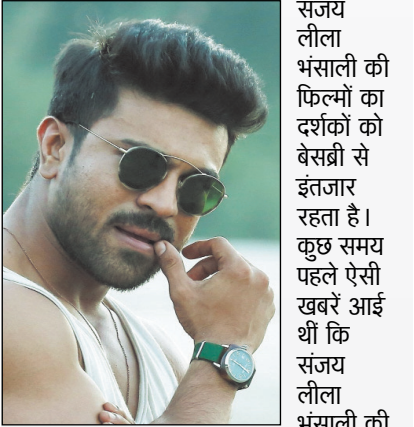 संजय
लीला
भंसाली की
फिल्मों का
दर्शकों को
बेसब्री से
इंतजार
रहता है।
कुछ समय
पहले ऐसी
खबरें आई
थीं कि
संजय
लीला
भंसाली की